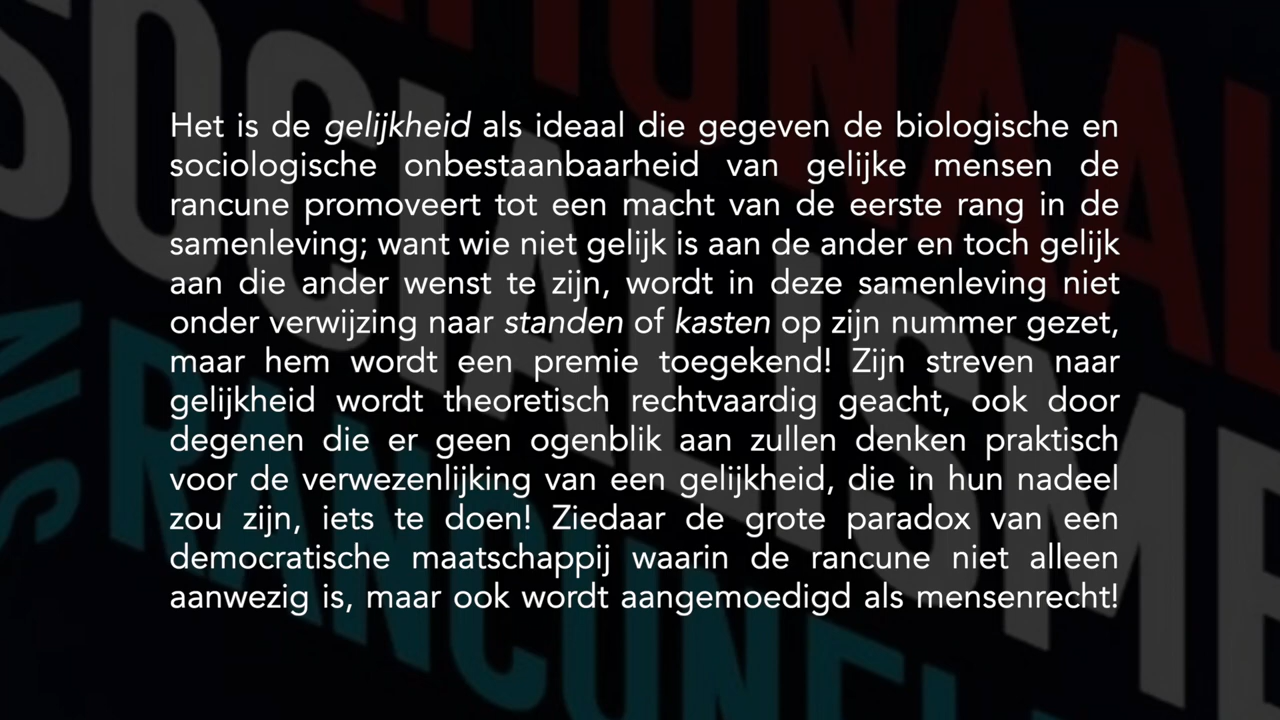 Het is de gelijkheid als ideaal die gegeven de biologische en
sociologische onbestaanbaarheid van gelijke mensen de
rancune promoveert tot een macht van de eerste rang in de
samenleving; want wie niet gelijk is aan de ander en toch gelijk
aan die ander wenst te zijn, wordt in deze samenleving niet
onder verwijzing naar standen of kasten op zijn nummer gezet,
maar hem wordt een premie toegekend! Zijn streven naar
gelijkheid wordt theoretisch rechtvaardig geacht, ook door
degenen die er geen ogenblik aan zullen denken praktisch
voor de verwezenlijking van een gelijkheid, die in hun nadeel
zou zijn, iets te doen! Ziedaar de grote paradox van een
democratische maatschappij waarin de rancune niet alleen
aanwezig is, maar ook wordt aangemoedigd als mensenrecht!